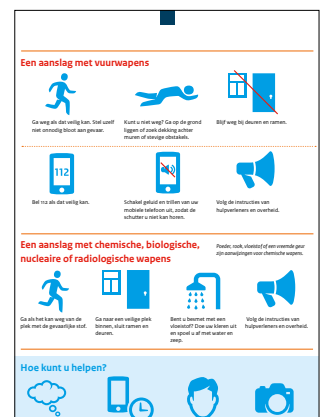 Een aanslag met vuurwapens
Ga weg als dat veilig kan. Stel uzelf
niet onnodig bloot aan gevaar.
Kunt u niet weg? Ga op de grond
liggen of zoek dekking achter
muren of stevige obstakels.
Blijf weg bij deuren en ramen.
112
Bel 112 als dat veilig kan.
Schakel geluid en trillen van uw
mobiele telefoon uit, zodat de
schutter u niet kan horen.
Volg de instructies van
hulpverleners en overheid.
Een aanslag met chemische, biologische,
nucleaire of radiologische wapens
Poeder, rook, vloeistof of een vreemde geur
zijn aanwijzingen voor chemische wapens.
Ga als het kan weg van de
plek met de gevaarlijke stof.
Ga naar een veilige plek
binnen, sluit ramen en
deuren.
Bent u besmet met een
vloeistof? Doe uw kleren uit
en spoel u af met water en
zeep.
Volg de instructies van
hulpverleners en overheid.
Hoe kunt u helpen?